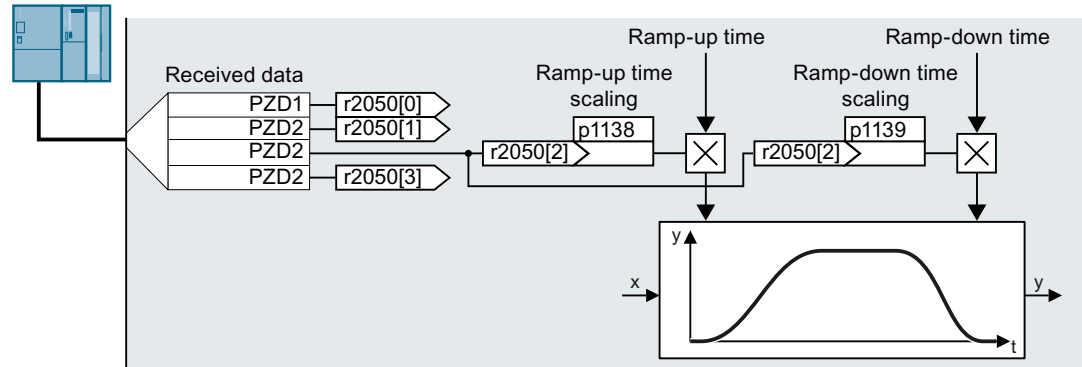 Ramp-up time
Ramp-down time
Received data
Ramp-up time
scaling
Ramp-down time
scaling
PZD1
r2050[0]
PZD2
r2050[1]
p1138
p1139
PZD2
r2050[2]
r2050[2]
PZD2
r2050[3]
y
x
y
t